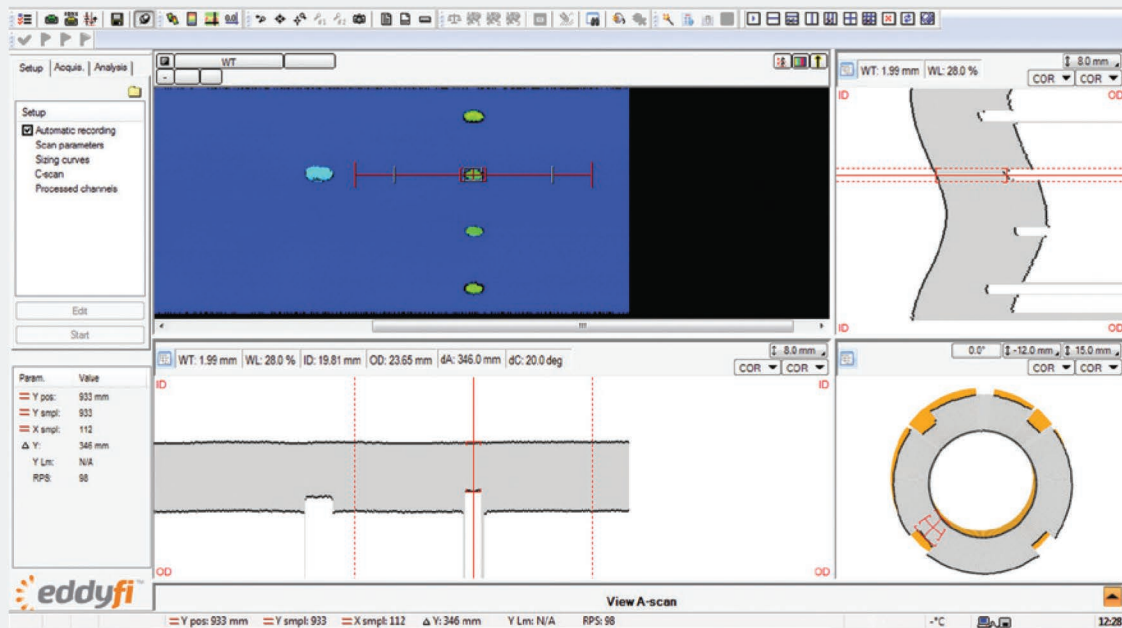 WT
WT: 1.99 mm WL: 28.0 %
8.0 mm
COR COR
Setup Acquis. Analysis
Setup
Automatic recording
Scan parameters
Sizing curves
C-scan
Processed channels
Edit
Start
ID
OD
ID
OD
WT: 1.99 mm WL: 28.0 % ID: 19.81 mm OD: 23.65 mm dA: 346.0 mm dC: 20.0 deg
8.0 mm
COR COR
ID
ID
OD
OD
0.0° -12.0 mm 15.0 mm
COR COR
Param. Value
Y pos: 933 mm
Y smpl: 933
X smpl: 112
Δ Y: 346 mm
Y Lm: N/A
RPS: 98
eddyfi™
View A-scan
Y pos: 933 mm Y smpl: 933 X smpl: 112 Δ Y: 346 mm Y Lm: N/A RPS: 98 -°C 12:28